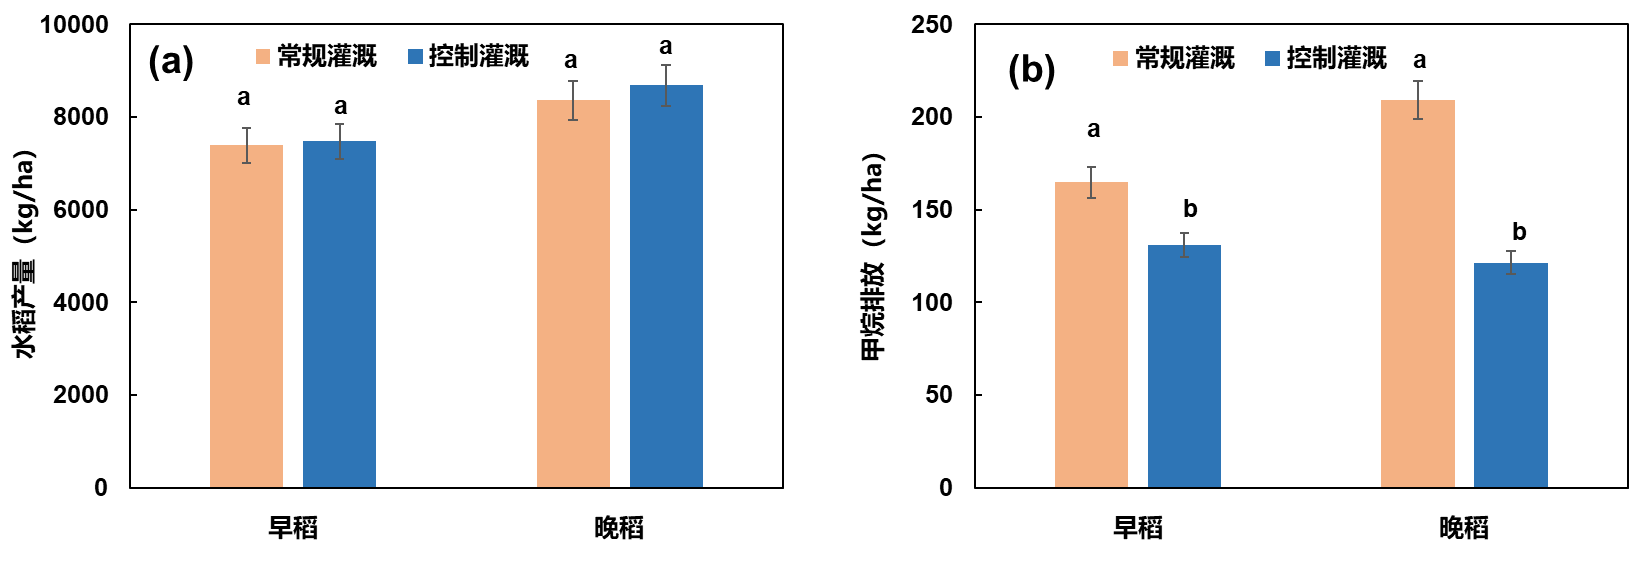 (a)
常规灌溉 控制灌溉
水稻产量（kg/ha）
10000
8000
6000
4000
2000
0
a
a
a
a
早稻
晚稻
(b)
常规灌溉 控制灌溉
甲烷排放（kg/ha）
250
200
150
100
50
0
a
b
a
b
早稻
晚稻